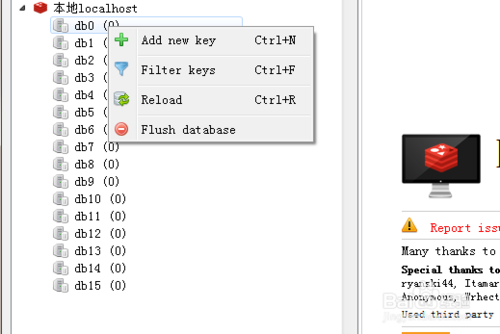 本地localhost
db0 (0)
Add new key Ctrl+N
Filter keys Ctrl+F
Reload Ctrl+R
Flush database
db1
db2
db3
db4
db5
db6
db7 (0)
db8 (0)
db9 (0)
db10 (0)
db11 (0)
db12 (0)
db13 (0)
db14 (0)
db15 (0)
Report issu
Many thanks to
Special thanks to
ryanski44, Itamar
Anonymous, Wrhect
Used third party